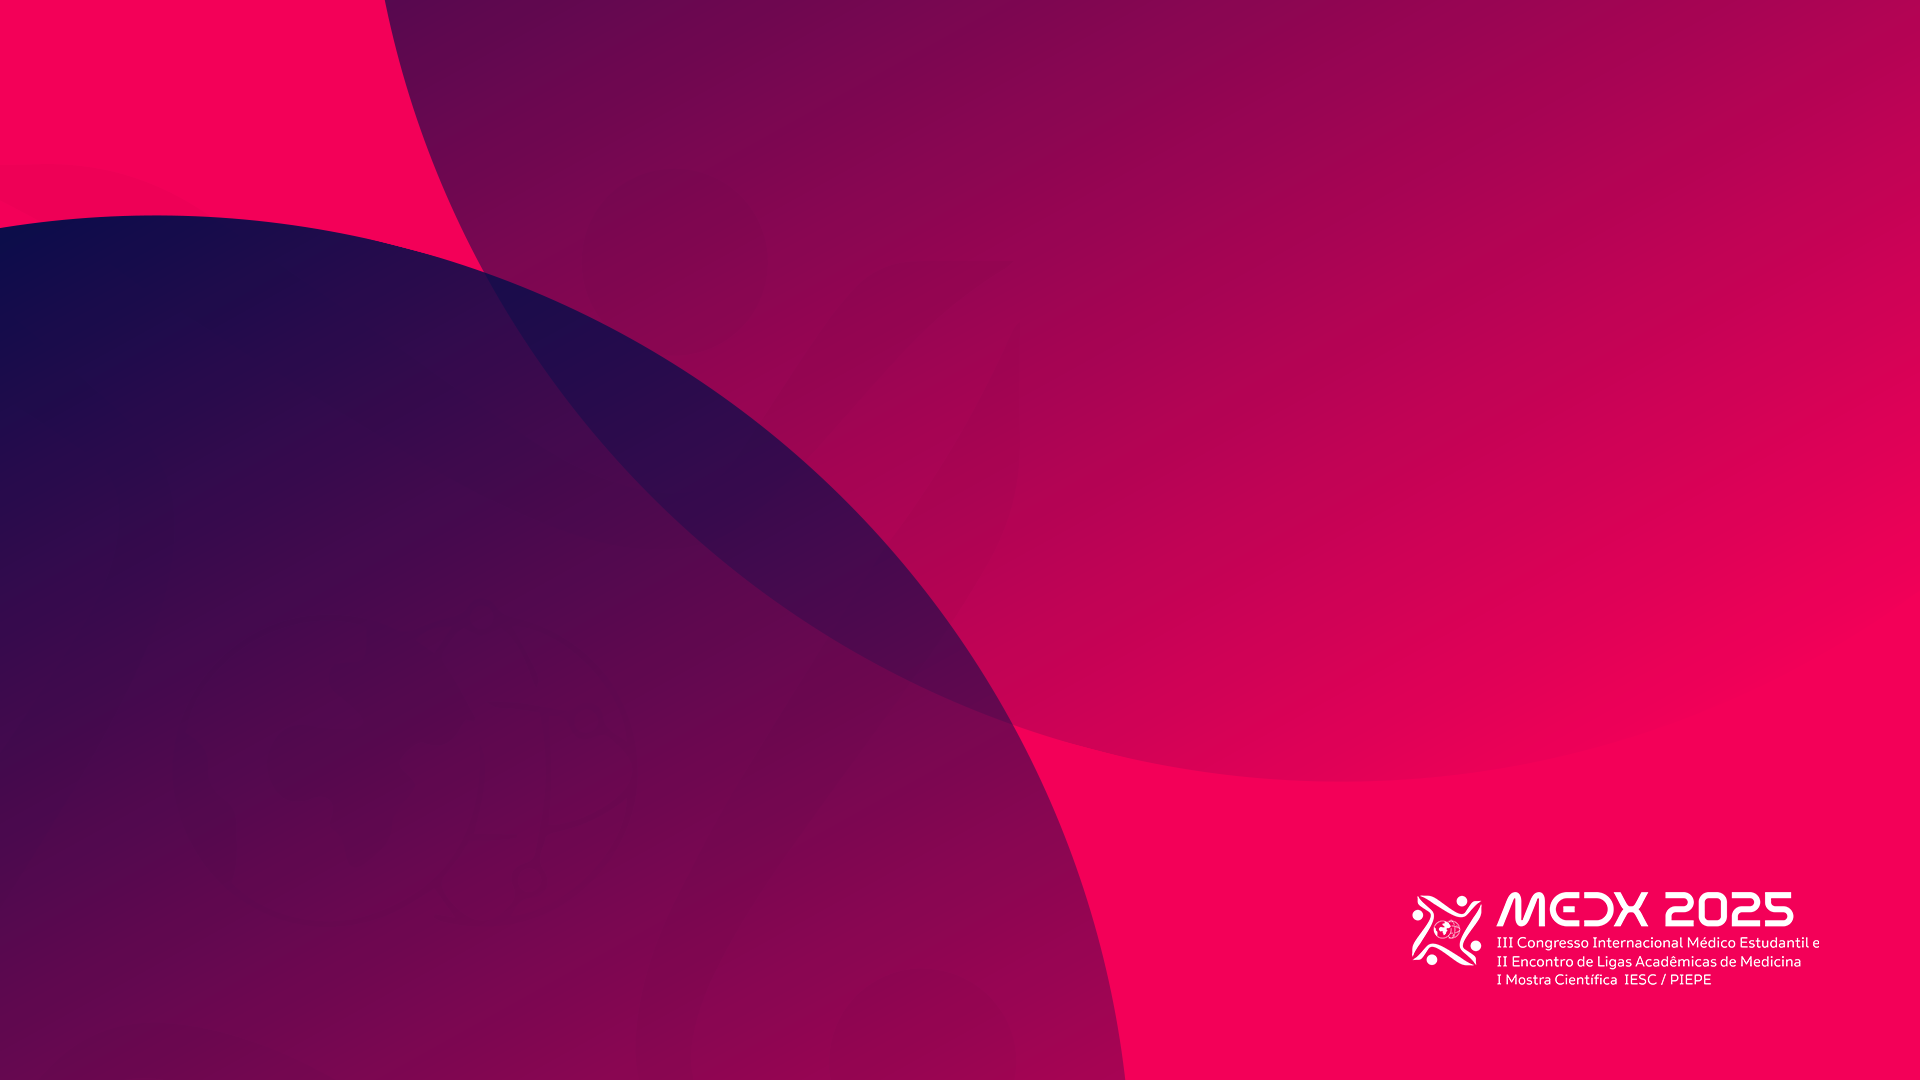 MEDX 2025
III Congresso Internacional Médico Estudantil e
II Encontro de Ligas Acadêmicas de Medicina
I Mostra Científica IESC / PIEPE